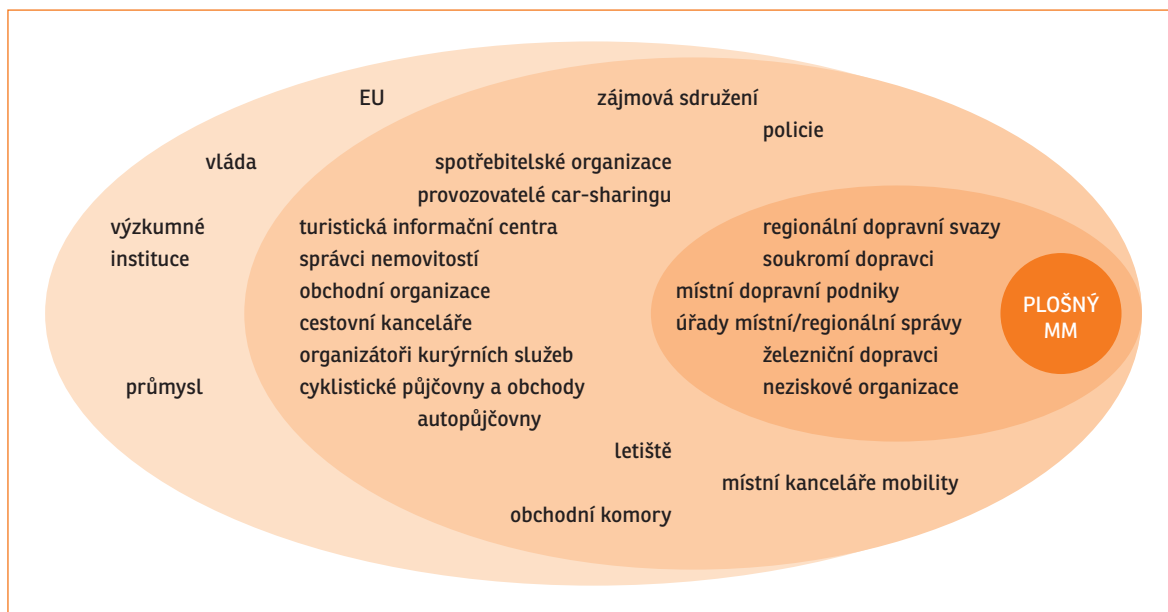 EU
zájmová sdružení
policie
vláda
spotřebitelské organizace
provozovatelé car-sharingu
výzkumné
instituce
turistická informační centra
správci nemovitostí
obchodní organizace
cestovní kanceláře
organizátoři kurýrních služeb
průmysl
cyklistické půjčovny a obchody
autopůjčovny
letiště
místní kanceláře mobility
obchodní komory
regionální dopravní svazy
soukromí dopravci
místní dopravní podniky
úřady místní/regionální správy
železniční dopravci
neziskové organizace
PLOŠNÝ
MM